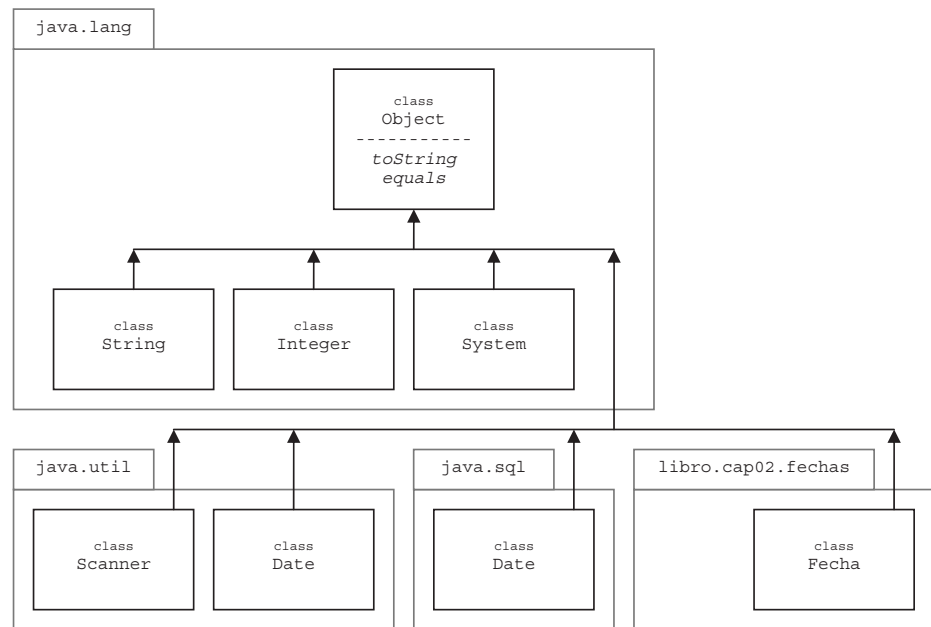 java.lang
class
Object
-----------
toString
equals
class
String
class
Integer
class
System
java.util
java.sql
libro.cap02.fechas
class
Scanner
class
Date
class
Date
class
Fecha